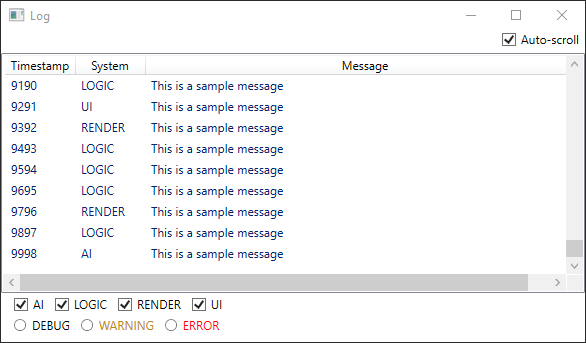 Log
Auto-scroll
Timestamp System Message
9190 LOGIC This is a sample message
9291 UI This is a sample message
9392 RENDER This is a sample message
9493 LOGIC This is a sample message
9594 LOGIC This is a sample message
9695 LOGIC This is a sample message
9796 RENDER This is a sample message
9897 LOGIC This is a sample message
9998 AI This is a sample message
AI LOGIC RENDER UI
DEBUG WARNING ERROR